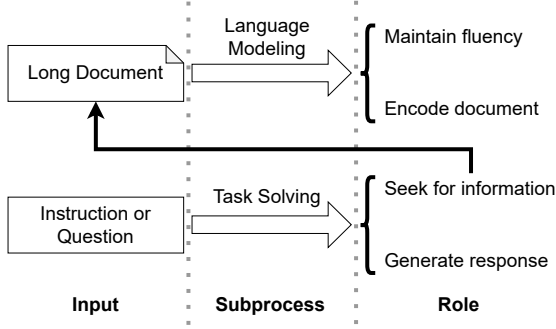 Long Document
Language
Modeling
Maintain fluency
Encode document
Instruction or
Question
Task Solving
Seek for information
Generate response
Input
Subprocess
Role